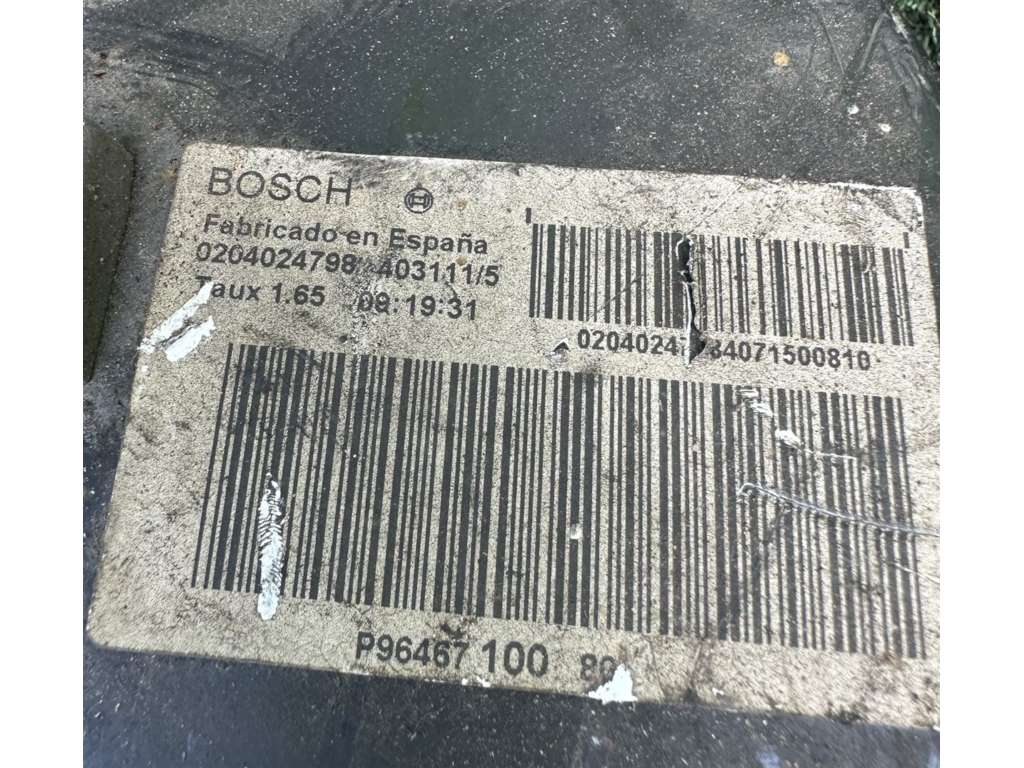 BOSCH
Fabricado en España
0204024798 403111/5
Taux 1.65 09:19:31
P96467 100